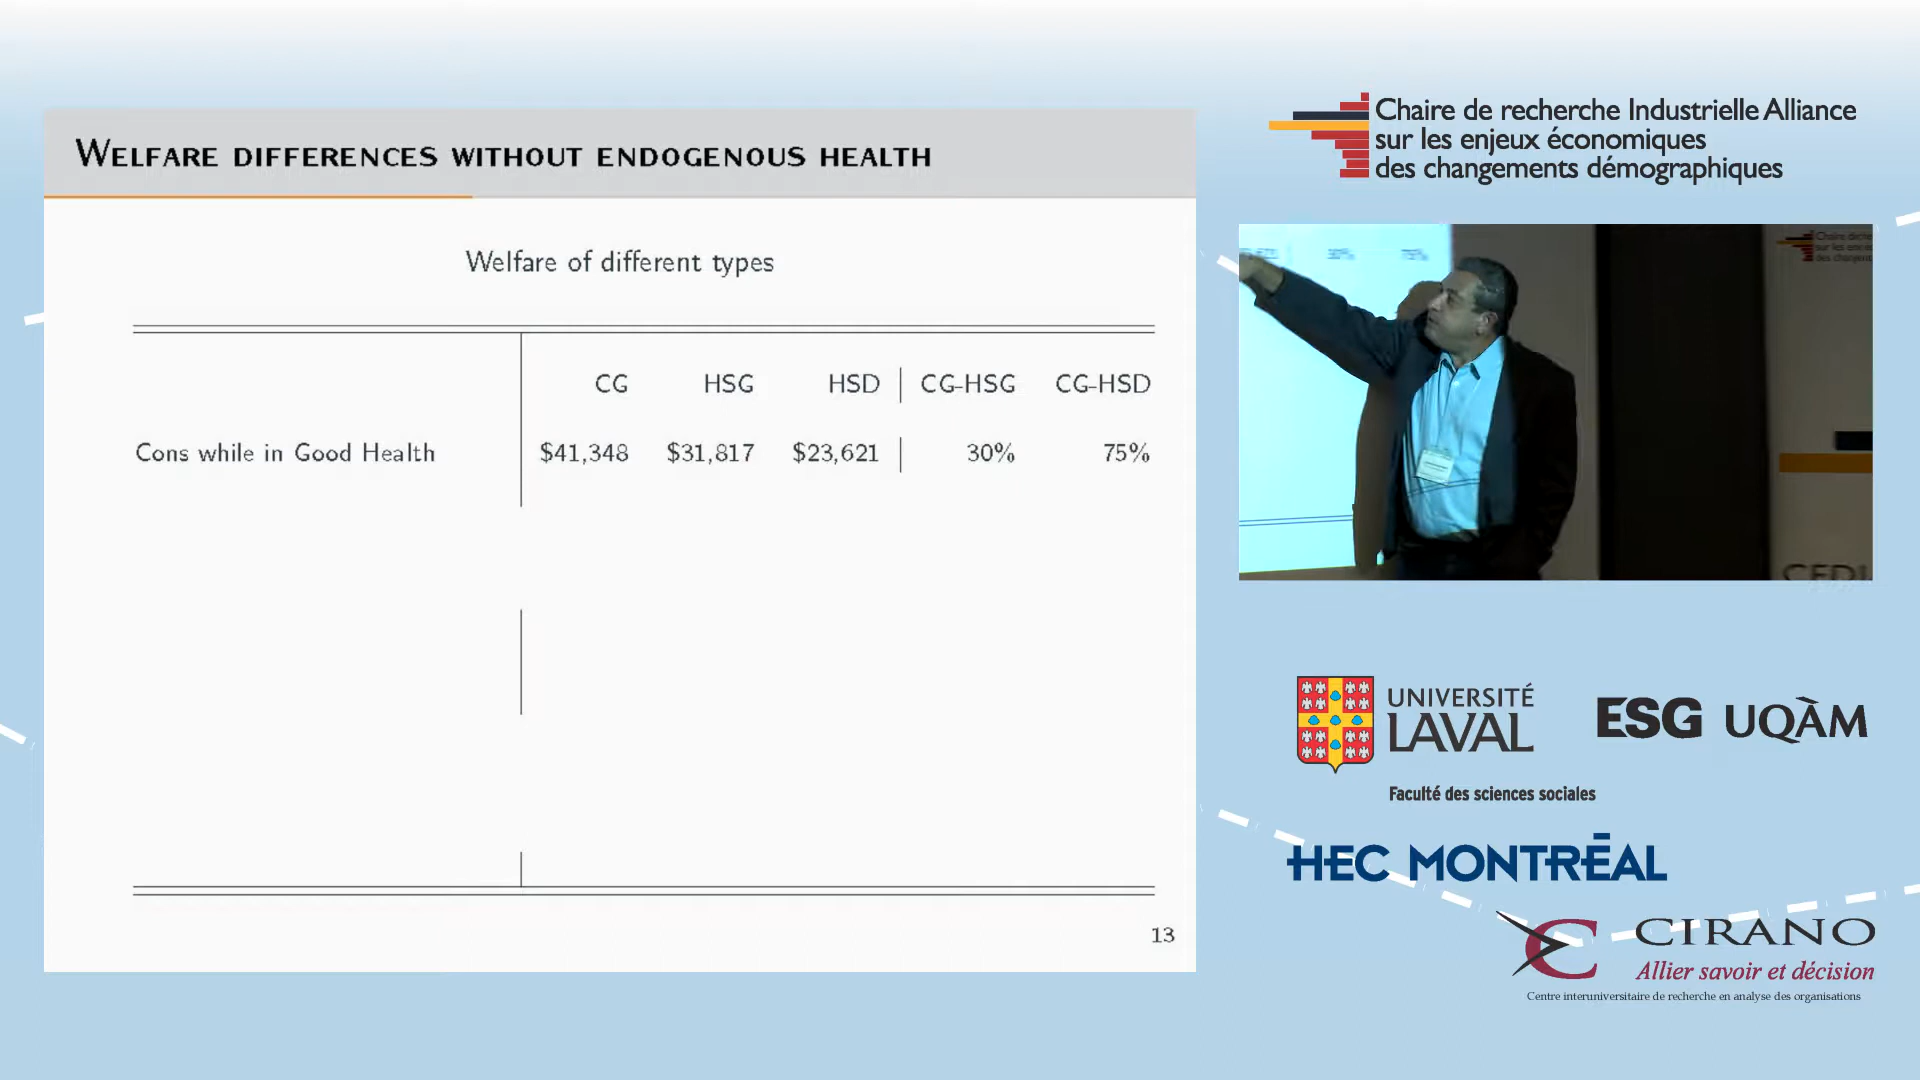 WELFARE DIFFERENCES WITHOUT ENDOGENOUS HEALTH
Welfare of different types
CG HSG HSD CG-HSG CG-HSD
Cons while in Good Health $41,348 $31,817 $23,621 30% 75%
13
Chaire de recherche Industrielle Alliance
sur les enjeux économiques
des changements démographiques
UNIVERSITÉ
LAVAL
Faculté des sciences sociales
ESG UQÀM
HEC MONTRĒAL
CIRANO
Allier savoir et décision
Centre interuniversitaire de recherche en analyse des organisations